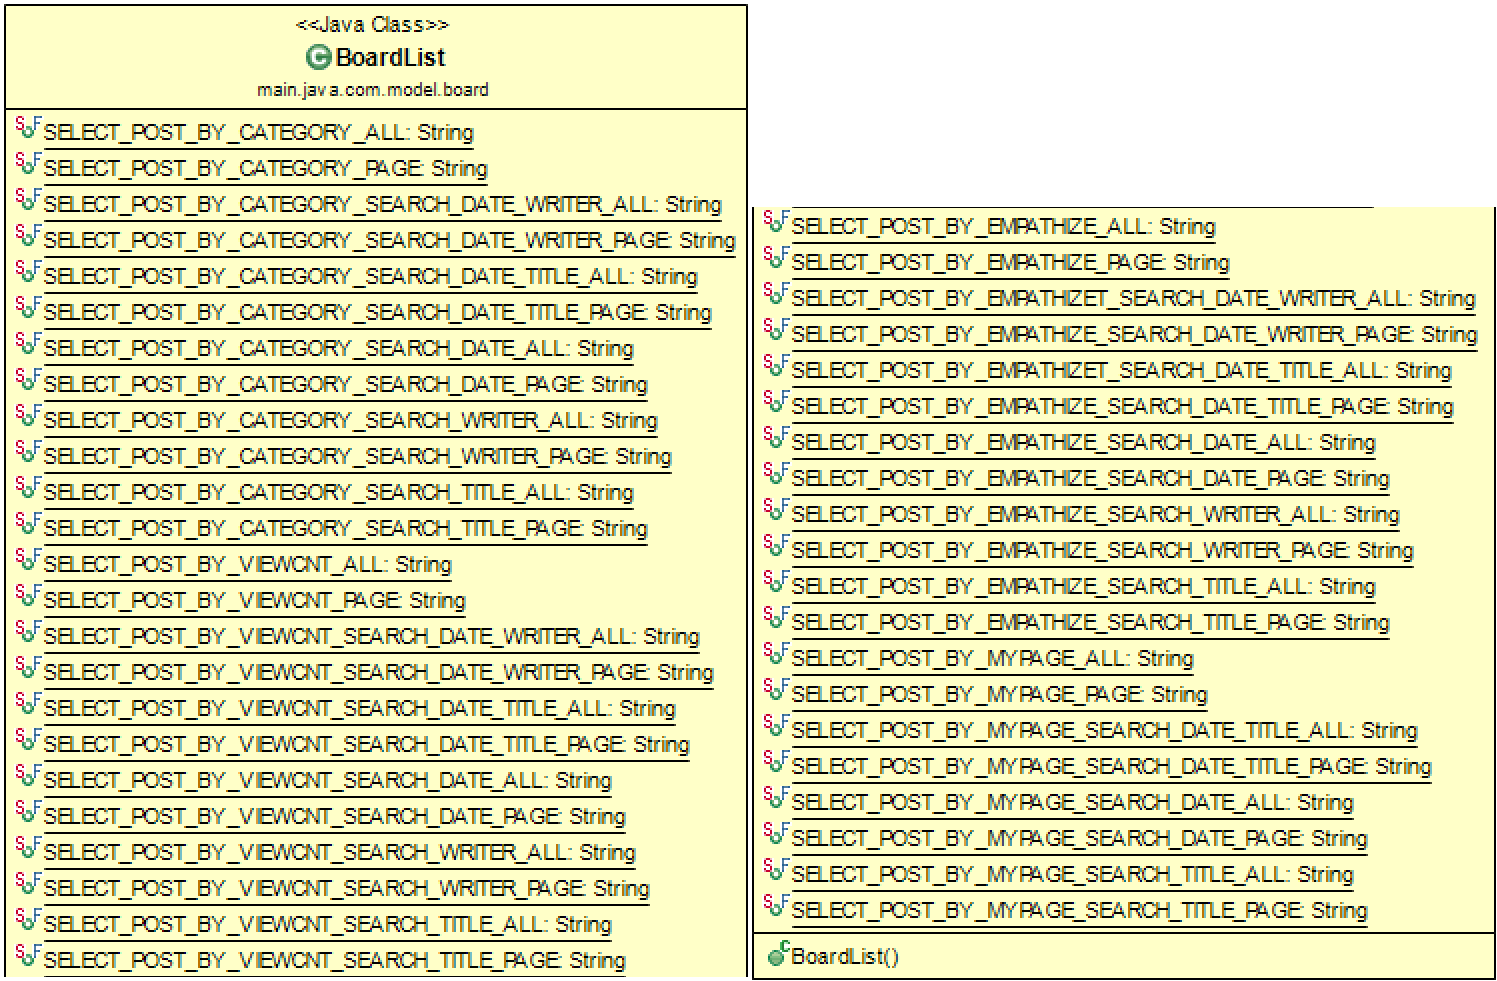 <<Java Class>>
BoardList
main.java.com.model.board
SELECT_POST_BY_CATEGORY_ALL: String
SELECT_POST_BY_CATEGORY_PAGE: String
SELECT_POST_BY_CATEGORY_SEARCH_DATE_WRITER_ALL: String
SELECT_POST_BY_CATEGORY_SEARCH_DATE_WRITER_PAGE: String
SELECT_POST_BY_CATEGORY_SEARCH_DATE_TITLE_ALL: String
SELECT_POST_BY_CATEGORY_SEARCH_DATE_TITLE_PAGE: String
SELECT_POST_BY_CATEGORY_SEARCH_DATE_ALL: String
SELECT_POST_BY_CATEGORY_SEARCH_DATE_PAGE: String
SELECT_POST_BY_CATEGORY_SEARCH_WRITER_ALL: String
SELECT_POST_BY_CATEGORY_SEARCH_WRITER_PAGE: String
SELECT_POST_BY_CATEGORY_SEARCH_TITLE_ALL: String
SELECT_POST_BY_CATEGORY_SEARCH_TITLE_PAGE: String
SELECT_POST_BY_VIEWCNT_ALL: String
SELECT_POST_BY_VIEWCNT_PAGE: String
SELECT_POST_BY_VIEWCNT_SEARCH_DATE_WRITER_ALL: String
SELECT_POST_BY_VIEWCNT_SEARCH_DATE_WRITER_PAGE: String
SELECT_POST_BY_VIEWCNT_SEARCH_DATE_TITLE_ALL: String
SELECT_POST_BY_VIEWCNT_SEARCH_DATE_TITLE_PAGE: String
SELECT_POST_BY_VIEWCNT_SEARCH_DATE_ALL: String
SELECT_POST_BY_VIEWCNT_SEARCH_DATE_PAGE: String
SELECT_POST_BY_VIEWCNT_SEARCH_WRITER_ALL: String
SELECT_POST_BY_VIEWCNT_SEARCH_WRITER_PAGE: String
SELECT_POST_BY_VIEWCNT_SEARCH_TITLE_ALL: String
SELECT_POST_BY_VIEWCNT_SEARCH_TITLE_PAGE: String
SELECT_POST_BY_EMPATHIZE_ALL: String
SELECT_POST_BY_EMPATHIZE_PAGE: String
SELECT_POST_BY_EMPATHIZET_SEARCH_DATE_WRITER_ALL: String
SELECT_POST_BY_EMPATHIZE_SEARCH_DATE_WRITER_PAGE: String
SELECT_POST_BY_EMPATHIZET_SEARCH_DATE_TITLE_ALL: String
SELECT_POST_BY_EMPATHIZE_SEARCH_DATE_TITLE_PAGE: String
SELECT_POST_BY_EMPATHIZE_SEARCH_DATE_ALL: String
SELECT_POST_BY_EMPATHIZE_SEARCH_DATE_PAGE: String
SELECT_POST_BY_EMPATHIZE_SEARCH_WRITER_ALL: String
SELECT_POST_BY_EMPATHIZE_SEARCH_WRITER_PAGE: String
SELECT_POST_BY_EMPATHIZE_SEARCH_TITLE_ALL: String
SELECT_POST_BY_EMPATHIZE_SEARCH_TITLE_PAGE: String
SELECT_POST_BY_MYPAGE_ALL: String
SELECT_POST_BY_MYPAGE_PAGE: String
SELECT_POST_BY_MYPAGE_SEARCH_DATE_TITLE_ALL: String
SELECT_POST_BY_MYPAGE_SEARCH_DATE_TITLE_PAGE: String
SELECT_POST_BY_MYPAGE_SEARCH_DATE_ALL: String
SELECT_POST_BY_MYPAGE_SEARCH_DATE_PAGE: String
SELECT_POST_BY_MYPAGE_SEARCH_TITLE_ALL: String
SELECT_POST_BY_MYPAGE_SEARCH_TITLE_PAGE: String
BoardList()